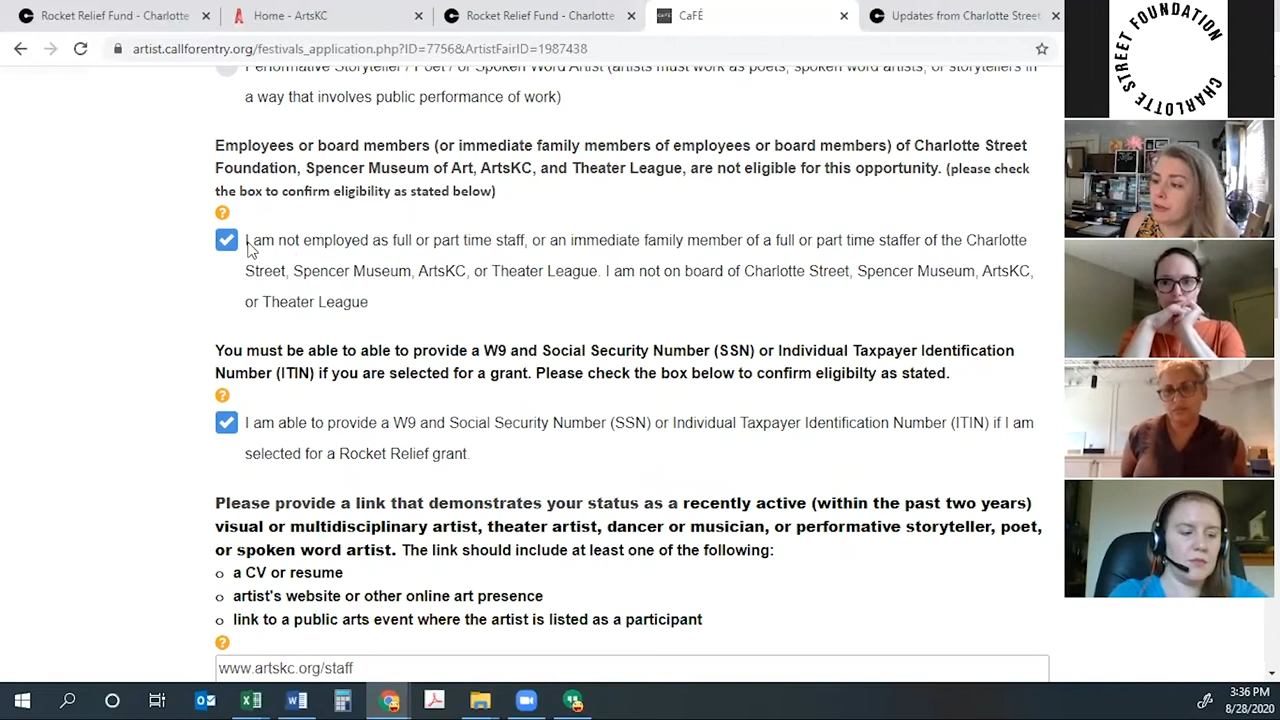 Rocket Relief Fund - Charlotte
Home - ArtsKC
Rocket Relief Fund - Charlotte
CaFÉ
Updates from Charlotte Street
artist.callforentry.org/festivals_application.php?ID=7756&ArtistFairID=1987438
CHARLOTTE STREET FOUNDATION
Performative Storyteller / Poet / or Spoken Word Artist (artists must work as poets, spoken word artists, or storytellers in
a way that involves public performance of work)
Employees or board members (or immediate family members of employees or board members) of Charlotte Street
Foundation, Spencer Museum of Art, ArtsKC, and Theater League, are not eligible for this opportunity. (please check
the box to confirm eligibility as stated below)
?
I am not employed as full or part time staff, or an immediate family member of a full or part time staffer of the Charlotte
Street, Spencer Museum, ArtsKC, or Theater League. I am not on board of Charlotte Street, Spencer Museum, ArtsKC,
or Theater League
You must be able to able to provide a W9 and Social Security Number (SSN) or Individual Taxpayer Identification
Number (ITIN) if you are selected for a grant. Please check the box below to confirm eligibilty as stated.
?
I am able to provide a W9 and Social Security Number (SSN) or Individual Taxpayer Identification Number (ITIN) if I am
selected for a Rocket Relief grant.
Please provide a link that demonstrates your status as a recently active (within the past two years)
visual or multidisciplinary artist, theater artist, dancer or musician, or performative storyteller, poet,
or spoken word artist. The link should include at least one of the following:
o a CV or resume
o artist's website or other online art presence
o link to a public arts event where the artist is listed as a participant
?
www.artskc.org/staff
3:36 PM
8/28/2020